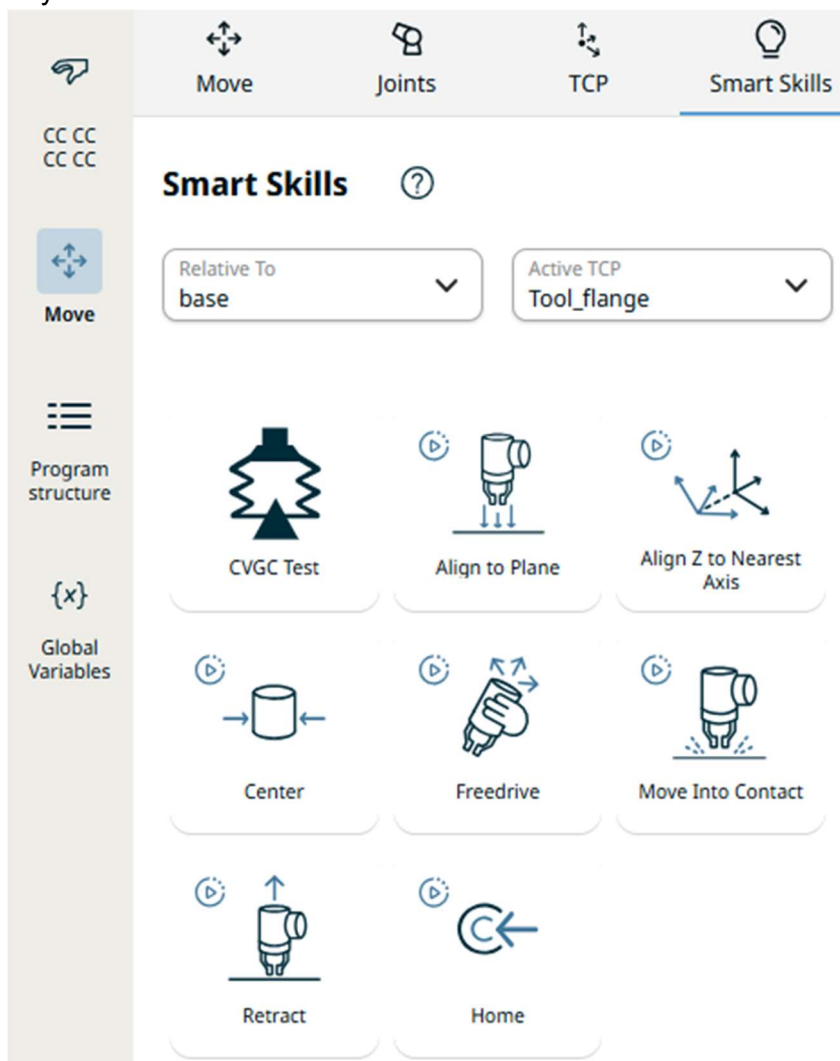 Move Joints TCP Smart Skills
CC CC
CC CC
Smart Skills ?
Relative To
base
Active TCP
Tool_flange
Move
Program
structure
{x}
Global
Variables
CVGC Test
Align to Plane
Align Z to Nearest
Axis
Center
Freedrive
Move Into Contact
Retract
Home